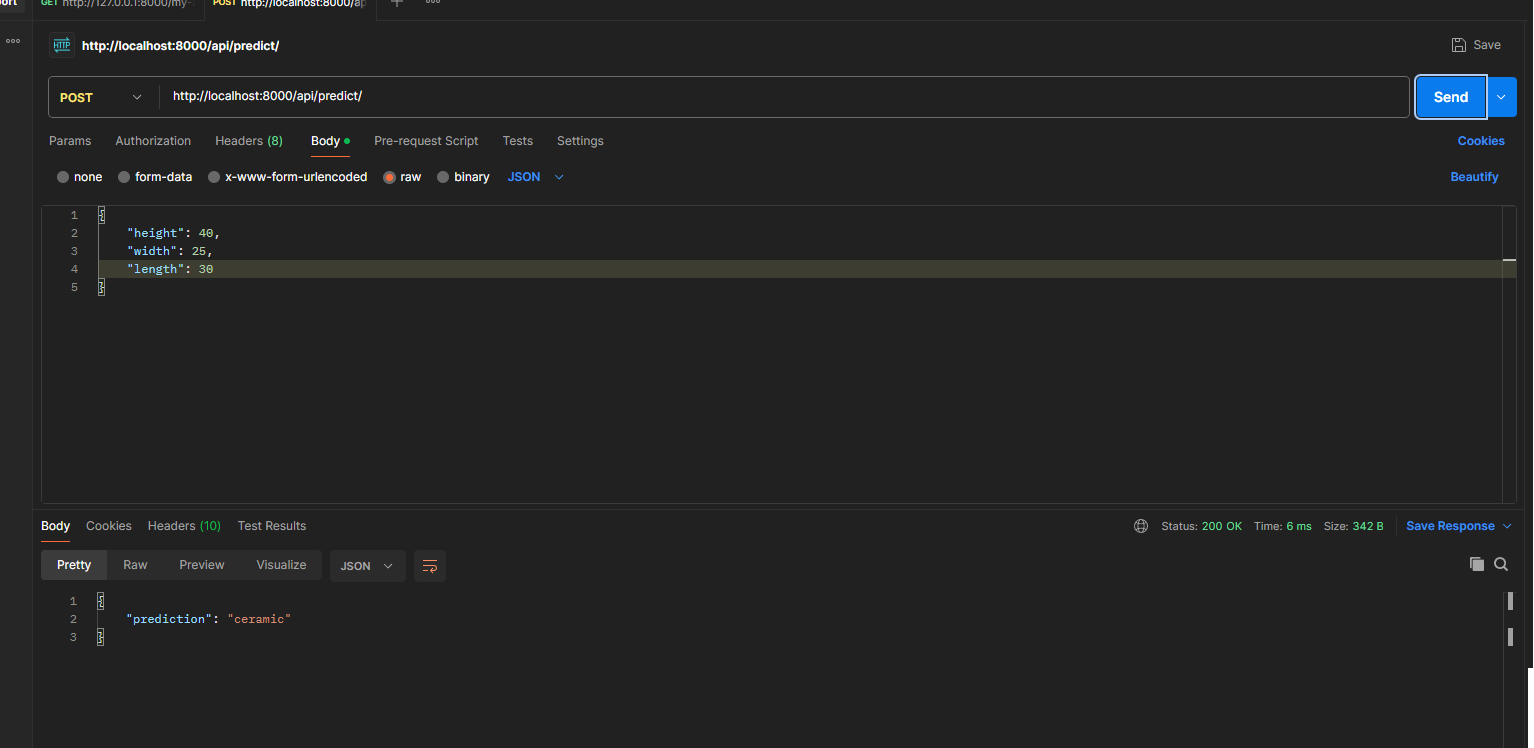 ort GET http://127.0.0.1:8000/my- POST http://localhost:8000/ap
HTTP http://localhost:8000/api/predict/ Save
POST http://localhost:8000/api/predict/ Send
Params Authorization Headers (8) Body Pre-request Script Tests Settings Cookies
none form-data x-www-form-urlencoded raw binary JSON Beautify
1 {
2 "height": 40,
3 "width": 25,
4 "length": 30
5 }
Body Cookies Headers (10) Test Results Status: 200 OK Time: 6 ms Size: 342 B Save Response
Pretty Raw Preview Visualize JSON
1 {
2 "prediction": "ceramic"
3 }